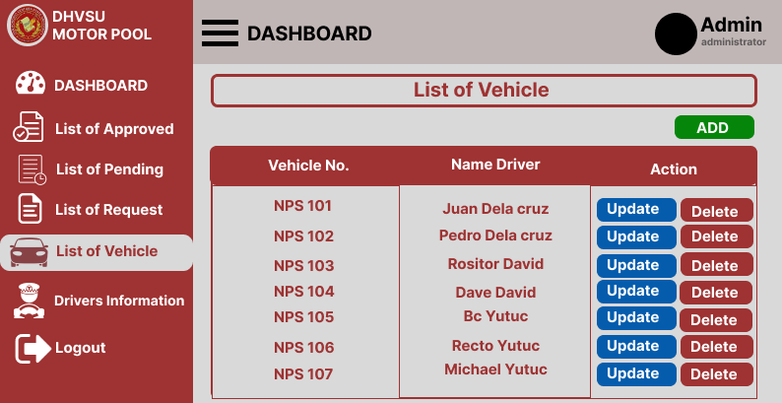 DHVSU
MOTOR POOL
DASHBOARD
List of Approved
List of Pending
List of Request
List of Vehicle
Drivers Information
Logout
DASHBOARD
Admin
administrator
List of Vehicle
ADD
Vehicle No. Name Driver Action
NPS 101 Juan Dela cruz Update Delete
NPS 102 Pedro Dela cruz Update Delete
NPS 103 Rositor David Update Delete
NPS 104 Dave David Update Delete
NPS 105 Bc Yutuc Update Delete
NPS 106 Recto Yutuc Update Delete
NPS 107 Michael Yutuc Update Delete